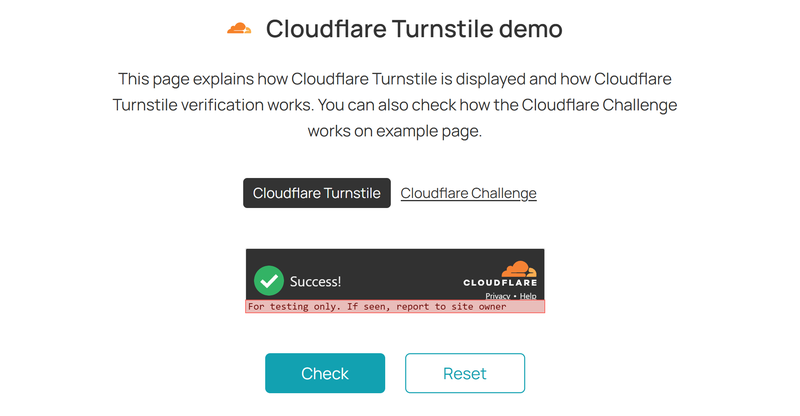 Cloudflare Turnstile demo
This page explains how Cloudflare Turnstile is displayed and how Cloudflare
Turnstile verification works. You can also check how the Cloudflare Challenge
works on example page.
Cloudflare Turnstile Cloudflare Challenge
Success!
CLOUDFLARE
Privacy • Help
For testing only. If seen, report to site owner
Check Reset